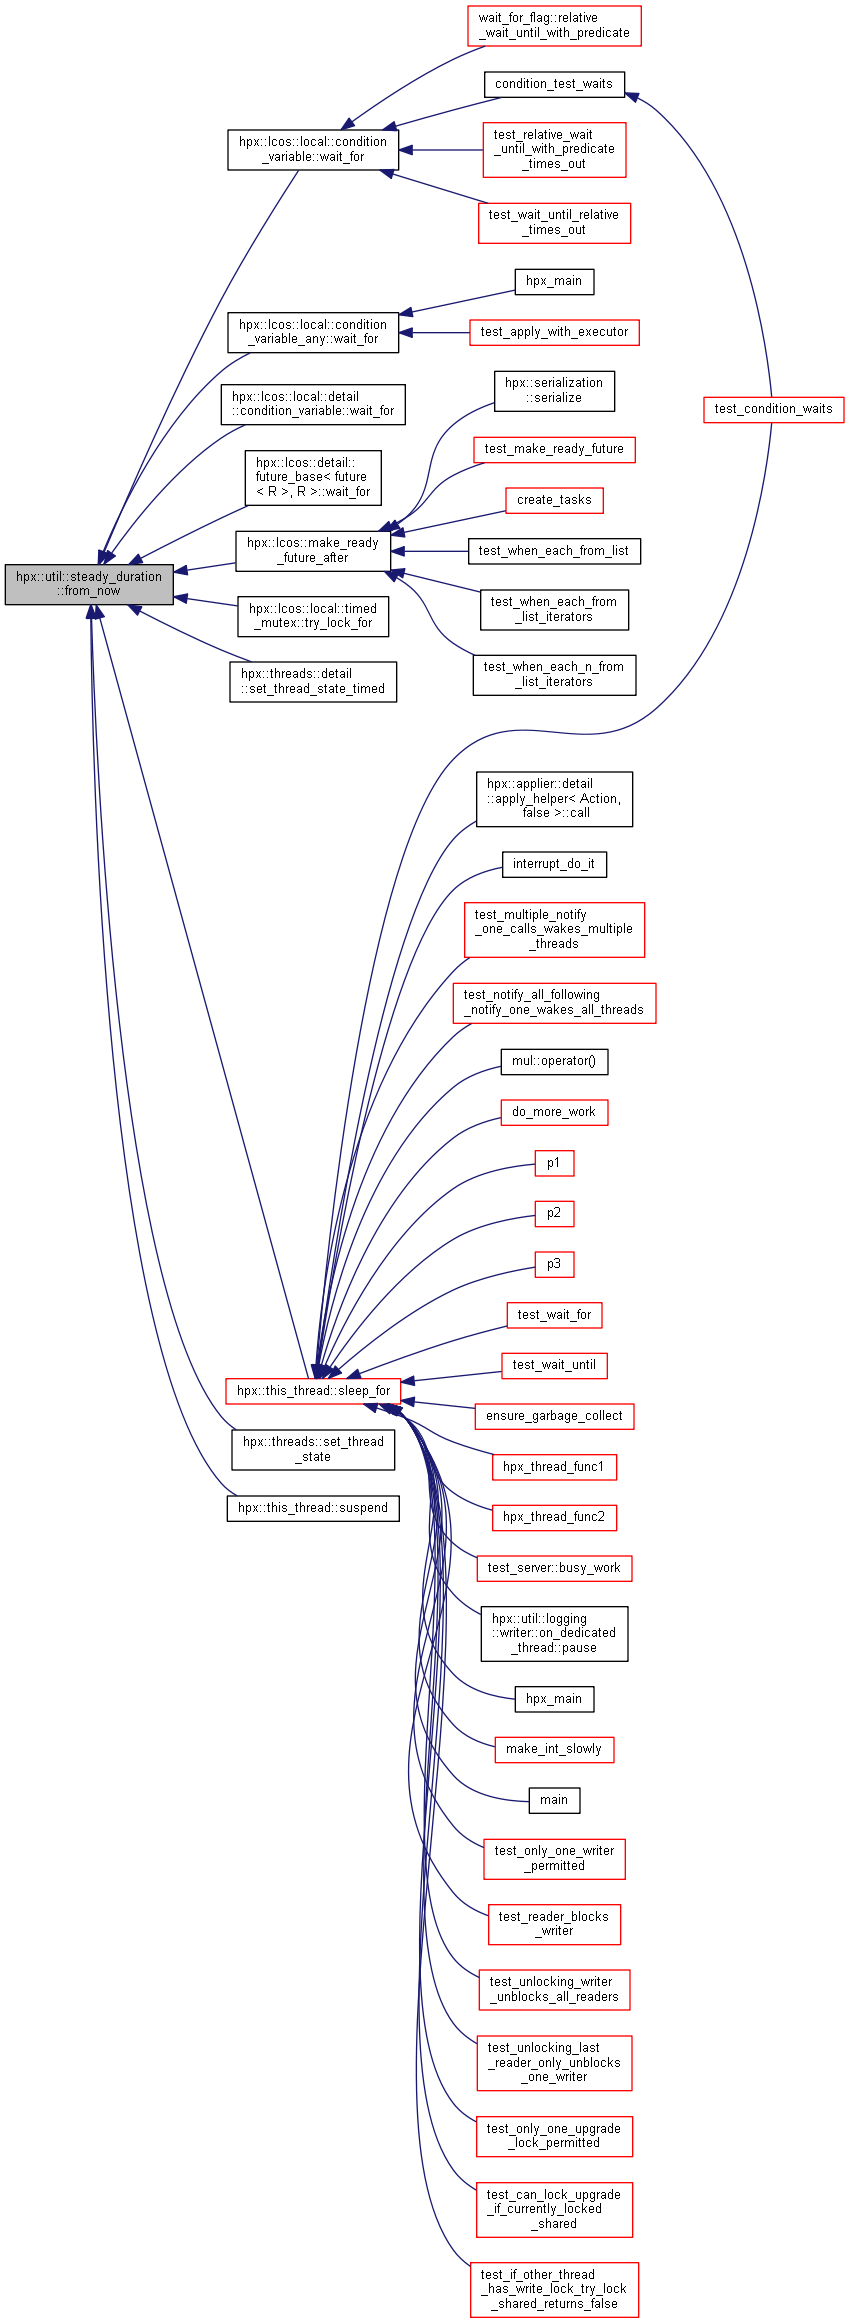 wait_for_flag::relative
_wait_until_with_predicate
condition_test_waits
hpx::lcos::local::condition
_variable::wait_for
test_relative_wait
_until_with_predicate
_times_out
test_wait_until_relative
_times_out
hpx_main
hpx::lcos::local::condition
_variable_any::wait_for
test_apply_with_executor
hpx::serialization
::serialize
hpx::lcos::local::detail
::condition_variable::wait_for
test_condition_waits
test_make_ready_future
hpx::lcos::detail::
future_base< future
< R >, R >::wait_for
create_tasks
hpx::lcos::make_ready
_future_after
test_when_each_from_list
hpx::util::steady_duration
::from_now
test_when_each_from
_list_iterators
hpx::lcos::local::timed
_mutex::try_lock_for
test_when_each_n_from
_list_iterators
hpx::threads::detail
::set_thread_state_timed
hpx::applier::detail
::apply_helper< Action,
false >::call
interrupt_do_it
test_multiple_notify
_one_calls_wakes_multiple
_threads
test_notify_all_following
_notify_one_wakes_all_threads
mul::operator()
do_more_work
p1
p2
p3
test_wait_for
test_wait_until
hpx::this_thread::sleep_for
ensure_garbage_collect
hpx::threads::set_thread
_state
hpx_thread_func1
hpx::this_thread::suspend
hpx_thread_func2
test_server::busy_work
hpx::util::logging
::writer::on_dedicated
_thread::pause
hpx_main
make_int_slowly
main
test_only_one_writer
_permitted
test_reader_blocks
_writer
test_unlocking_writer
_unblocks_all_readers
test_unlocking_last
_reader_only_unblocks
_one_writer
test_only_one_upgrade
_lock_permitted
test_can_lock_upgrade
_if_currently_locked
_shared
test_if_other_thread
_has_write_lock_try_lock
_shared_returns_false